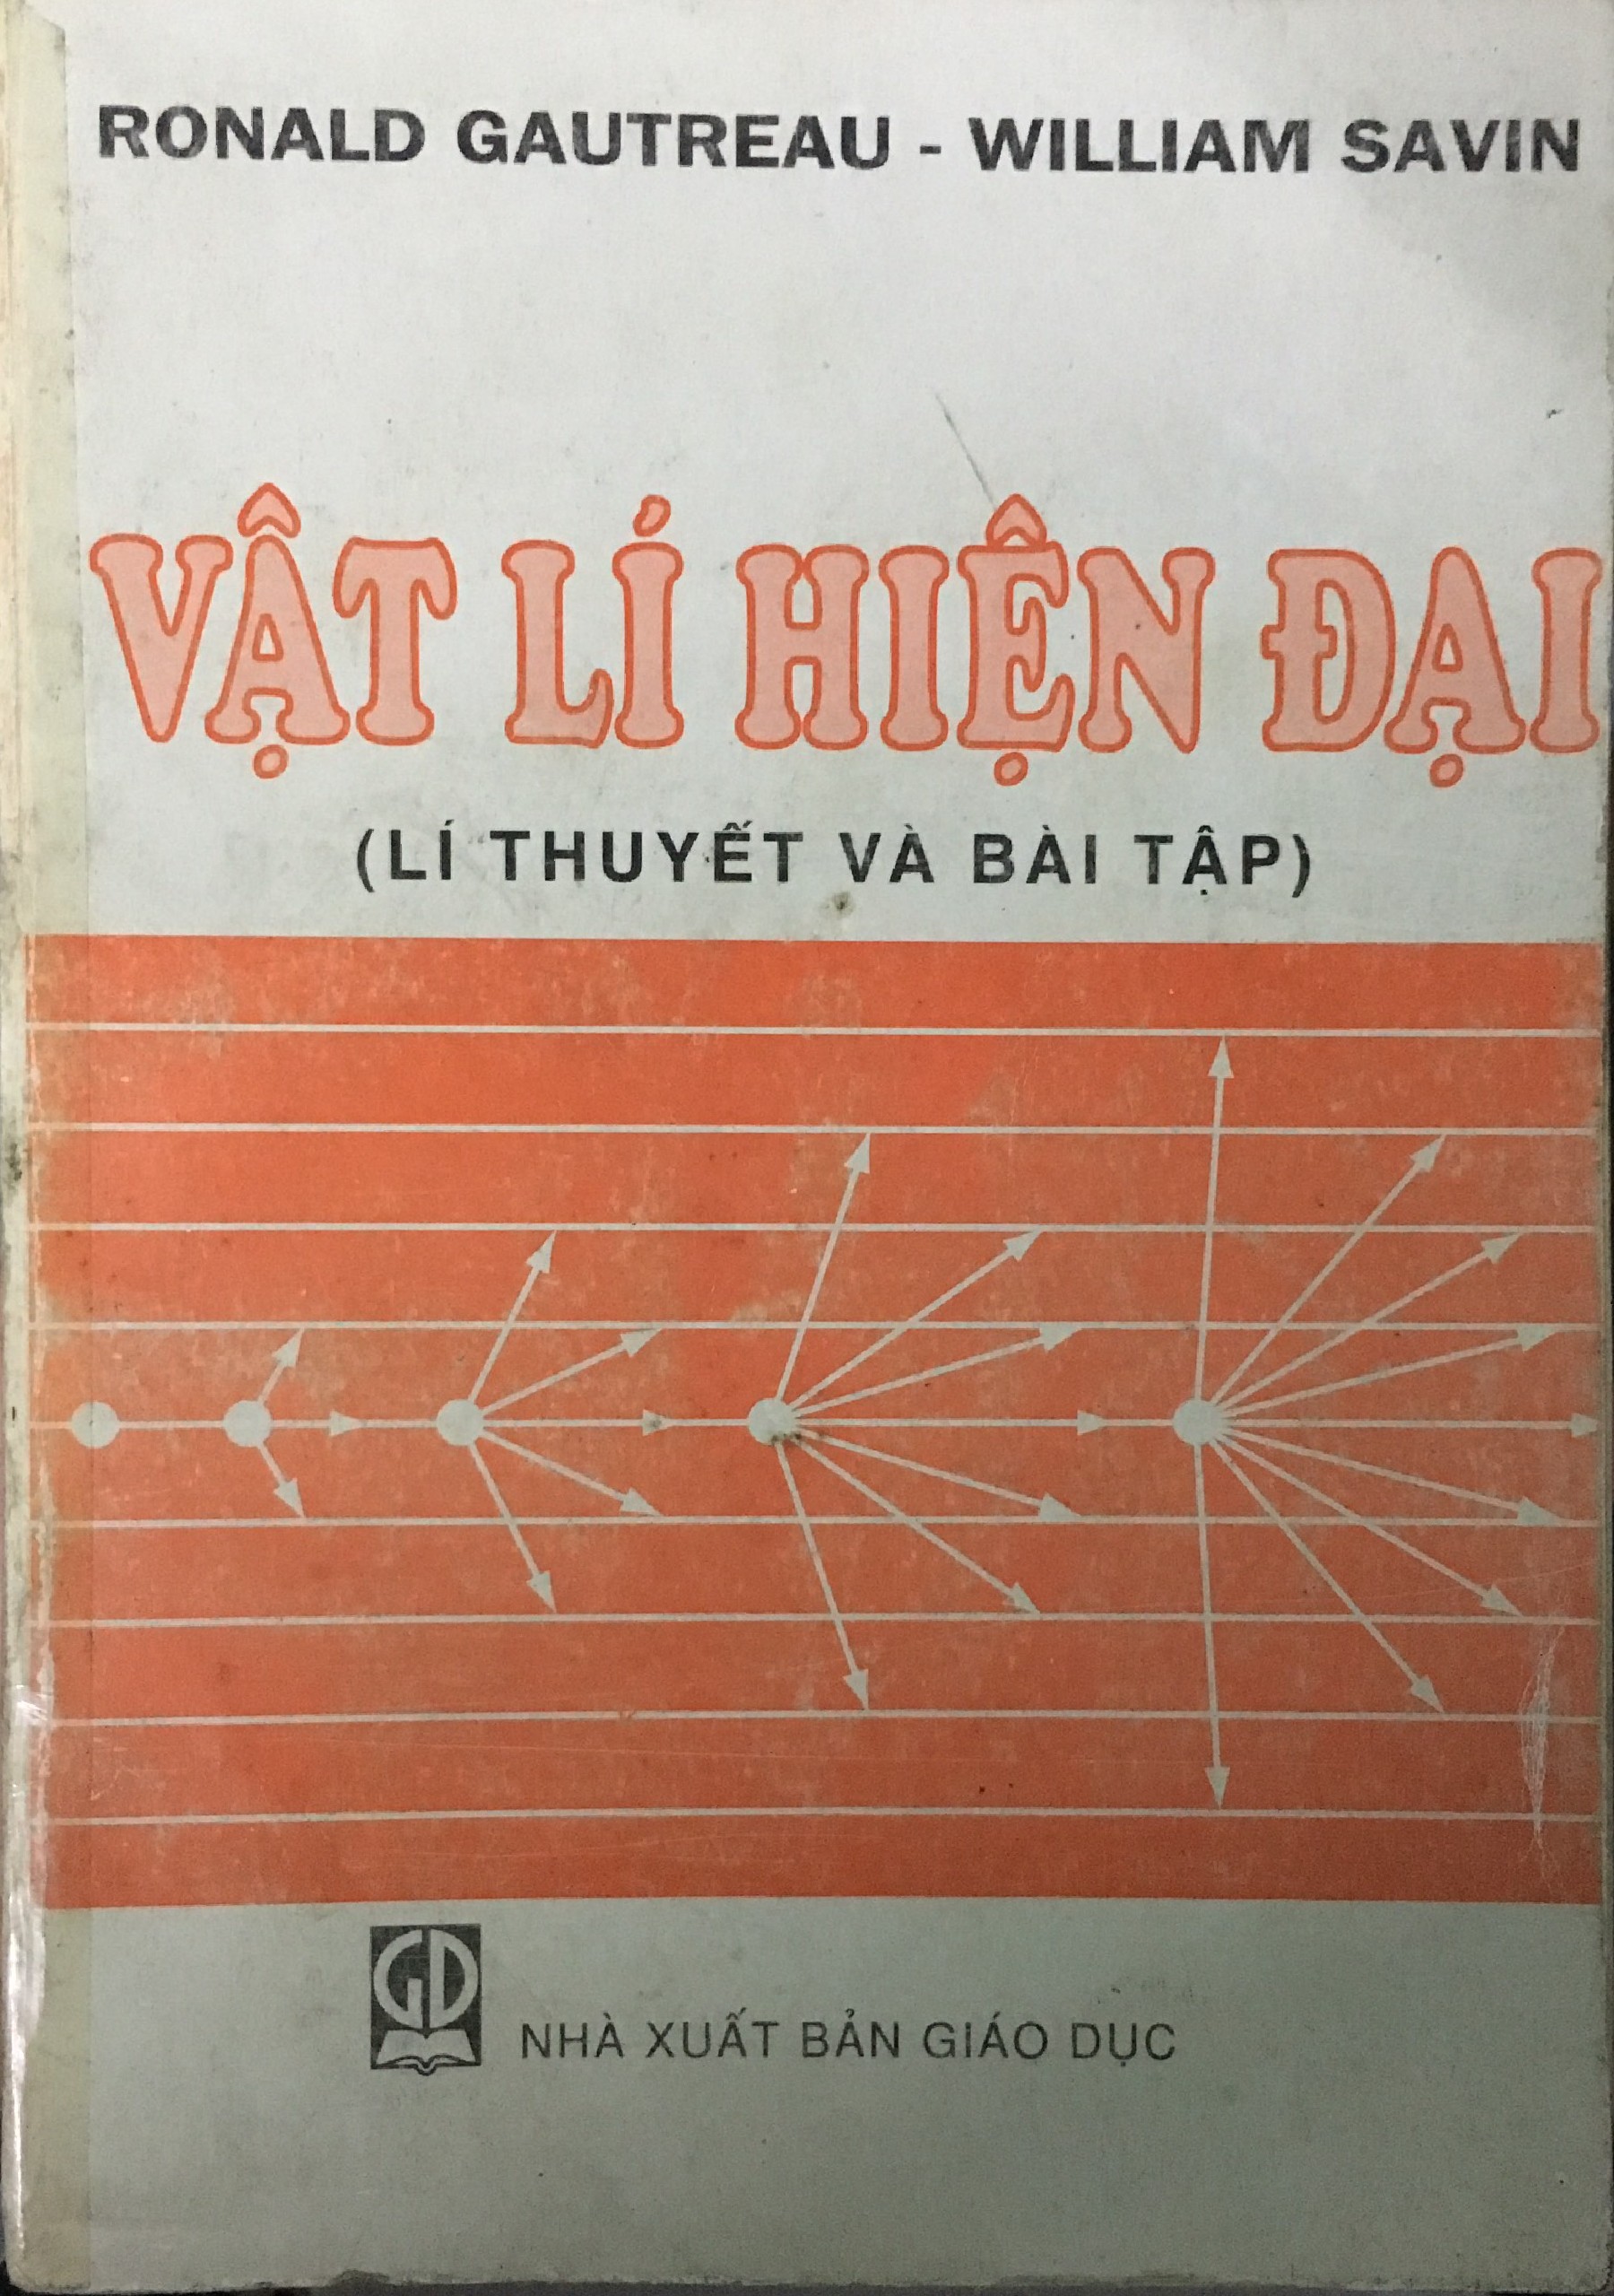 RONALD GAUTREAU - WILLIAM SAVIN
VẬT LÍ HIỆN ĐẠI
(LÍ THUYẾT VÀ BÀI TẬP)
GD
NHÀ XUẤT BẢN GIÁO DỤC